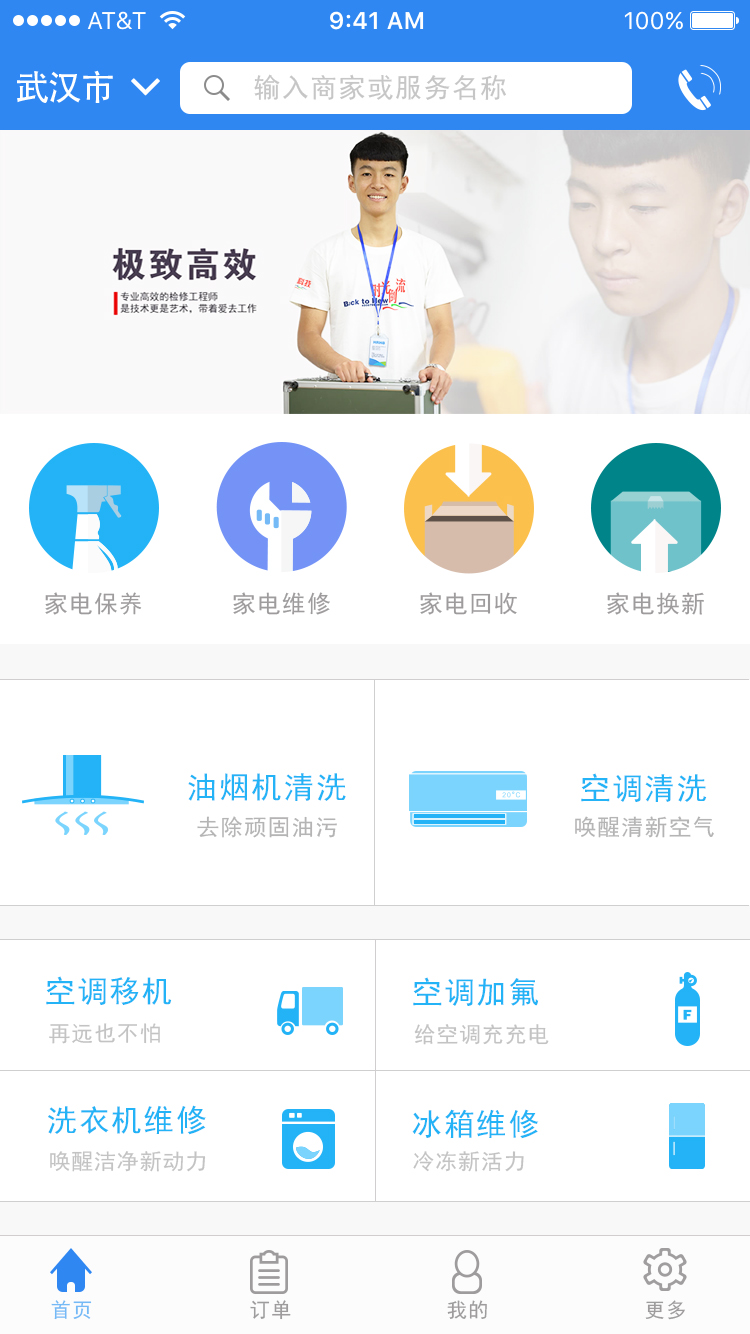 AT&T 9:41 AM 100%
武汉市 输入商家或服务名称
极致高效
专业高效的检修工程师
是技术更是艺术，带着爱去工作
Back to New
家电保养 家电维修 家电回收 家电换新
油烟机清洗 空调清洗
去除顽固油污 唤醒清新空气
20°C
空调移机 空调加氟
再远也不怕 给空调充充电
F
洗衣机维修 冰箱维修
唤醒洁净新动力 冷冻新活力
首页 订单 我的 更多